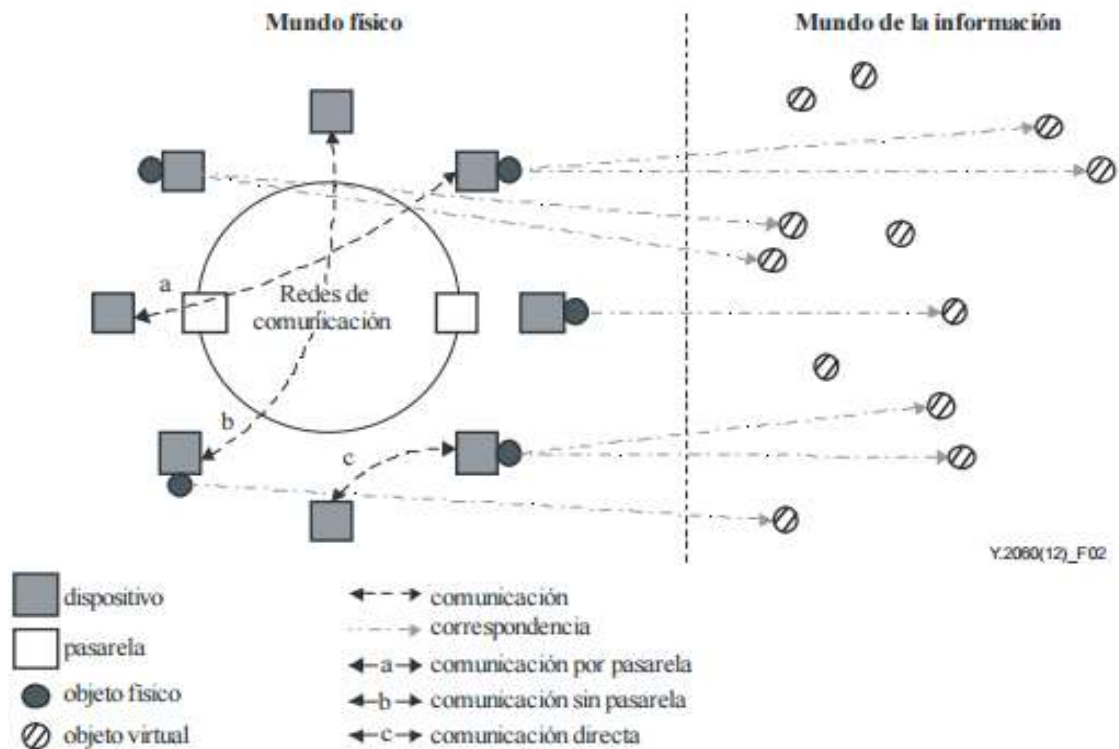 Mundo físico
Mundo de la información
a
Redes de
comunicación
b
c
Y.2060(12)_F02
dispositivo
pasarela
objeto físico
objeto virtual
comunicación
correspondencia
a comunicación por pasarela
b comunicación sin pasarela
c comunicación directa